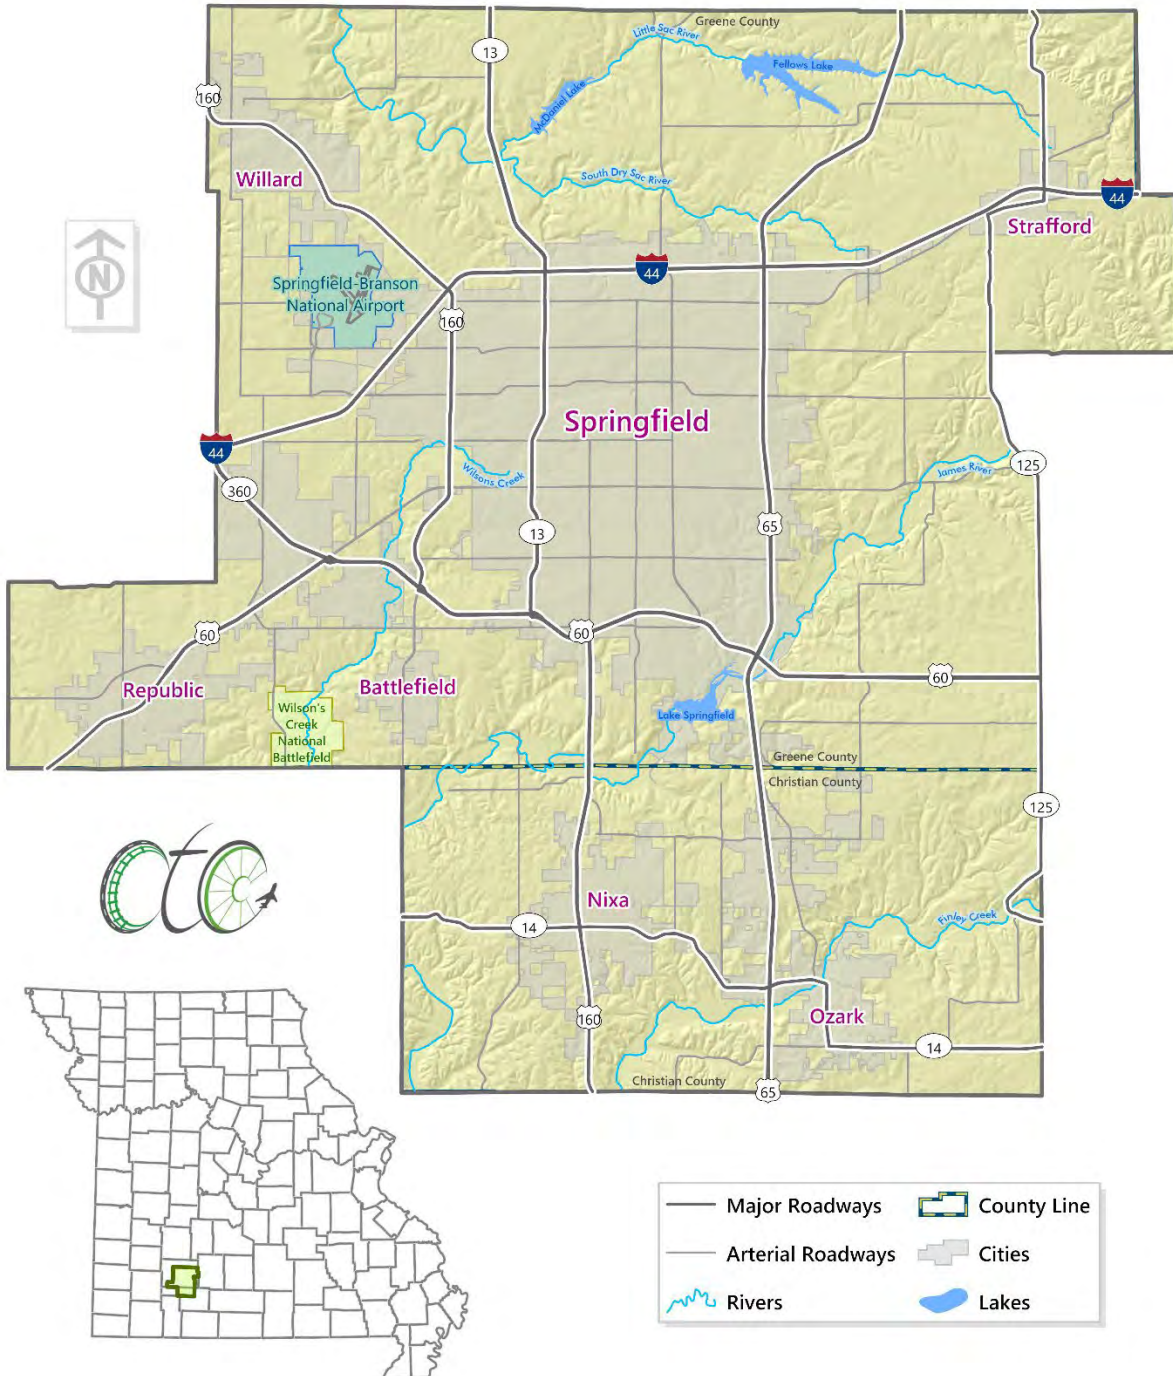 Greene County
Little Sac River
13
Fellows Lake
160
McDaniel Lake
Willard
South Dry Sac River
44
Strafford
N
44
Springfield-Branson
National Airport
160
Springfield
44
Wilsons Creek
James River
125
360
65
13
60
60
60
Republic
Battlefield
Wilson's
Creek
National
Battlefield
Lake Springfield
Greene County
Christian County
125
Nixa
14
Finley Creek
160
Ozark
14
Christian County
65
Major Roadways
County Line
Arterial Roadways
Cities
Rivers
Lakes